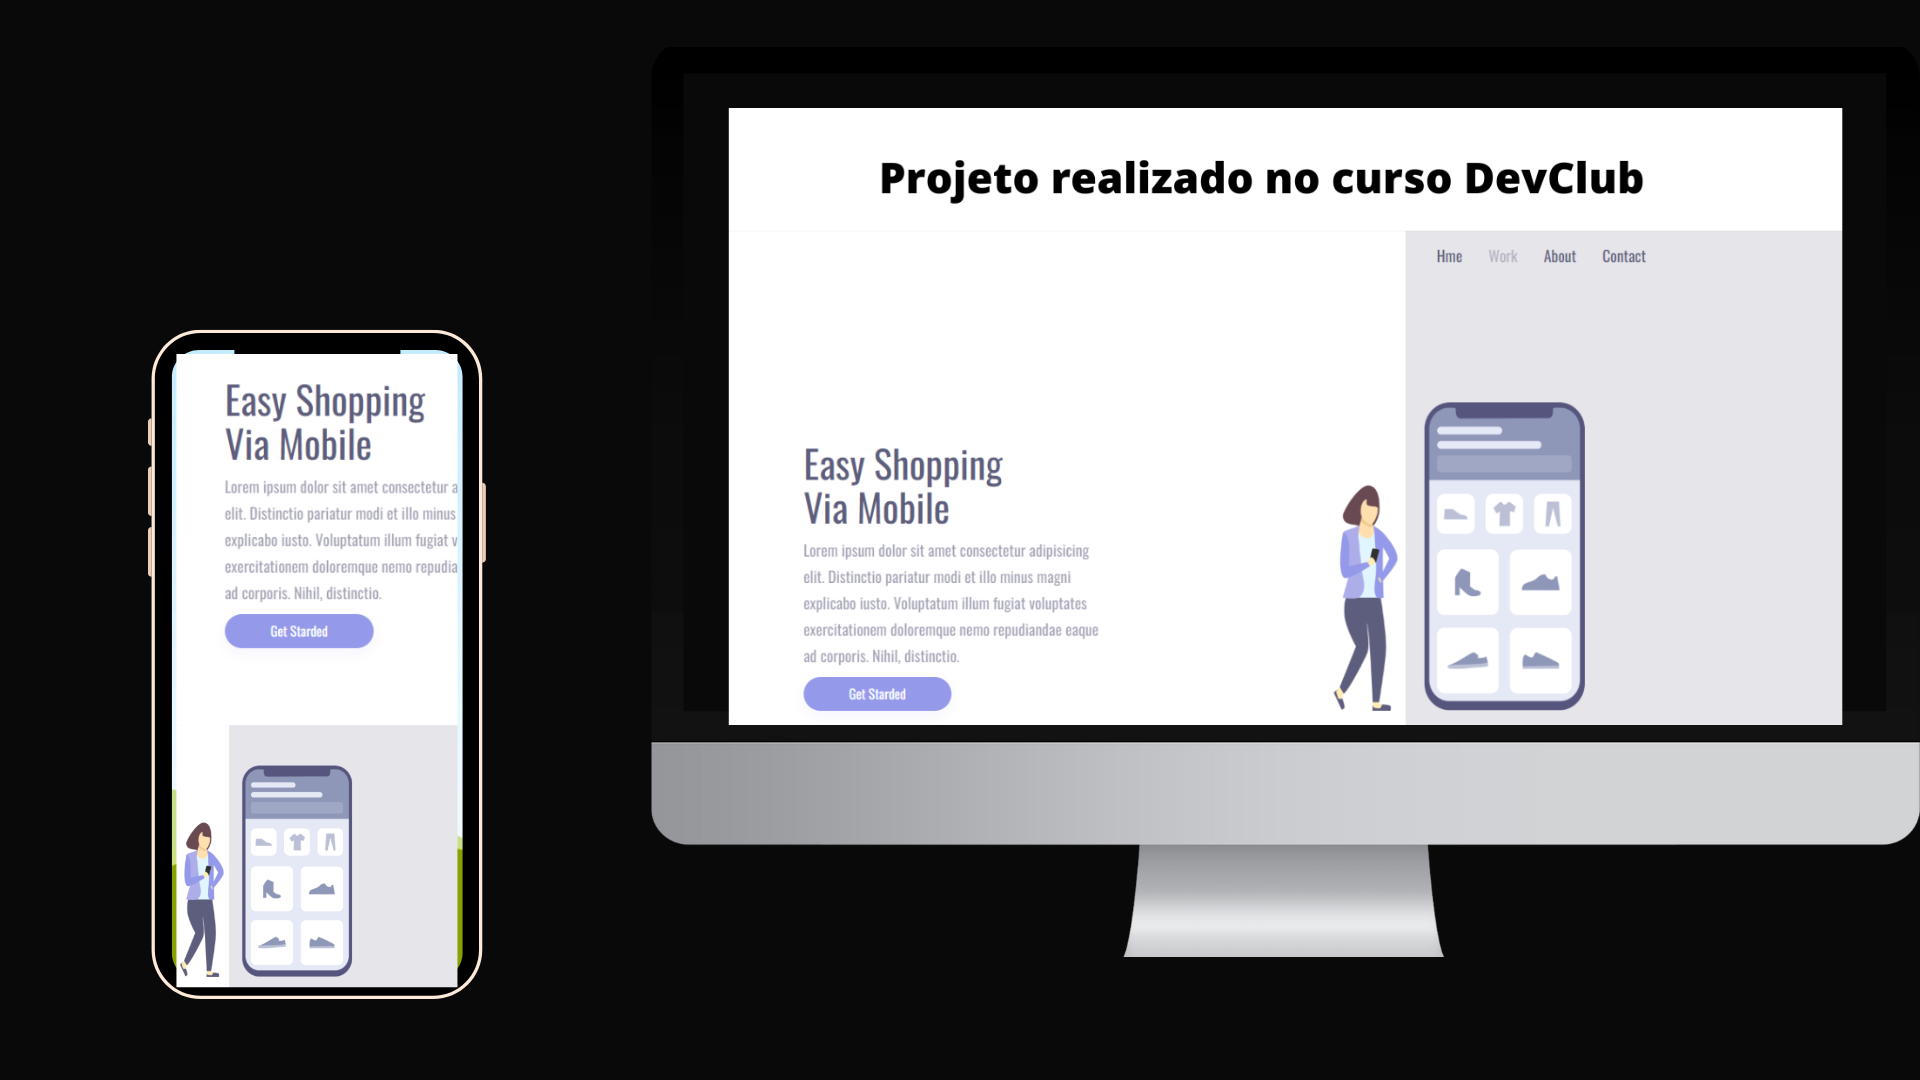 Projeto realizado no curso DevClub
Hme Work About Contact
Easy Shopping
Via Mobile
Lorem ipsum dolor sit amet consectetur adipisicing
elit. Distinctio pariatur modi et illo minus magni
explicabo iusto. Voluptatum illum fugiat voluptates
exercitationem doloremque nemo repudiandae eaque
ad corporis. Nihil, distinctio.
Get Starded
Easy Shopping
Via Mobile
Lorem ipsum dolor sit amet consectetur a
elit. Distinctio pariatur modi et illo minus
explicabo iusto. Voluptatum illum fugiat v
exercitationem doloremque nemo repudia
ad corporis. Nihil, distinctio.
Get Starded